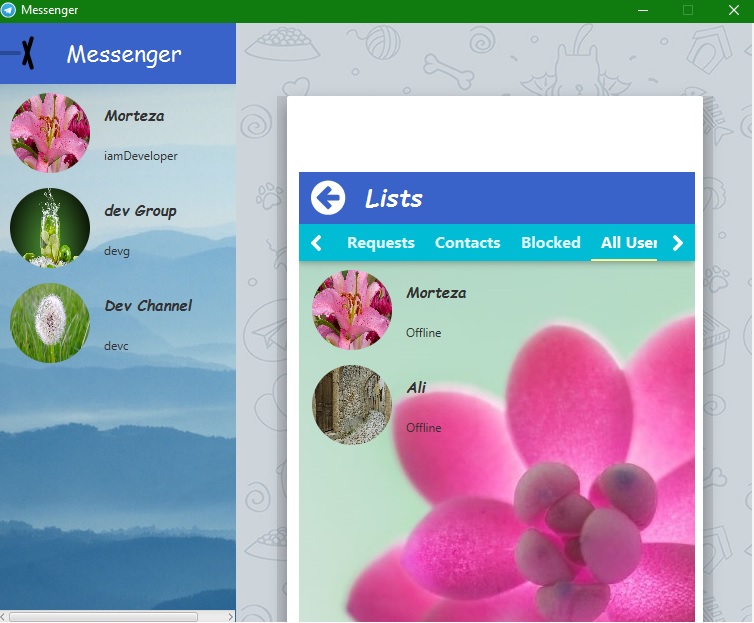 Messenger
Messenger
Morteza
iamDeveloper
dev Group
devg
Dev Channel
devc
Lists
Requests Contacts Blocked All User
Morteza
Offline
Ali
Offline